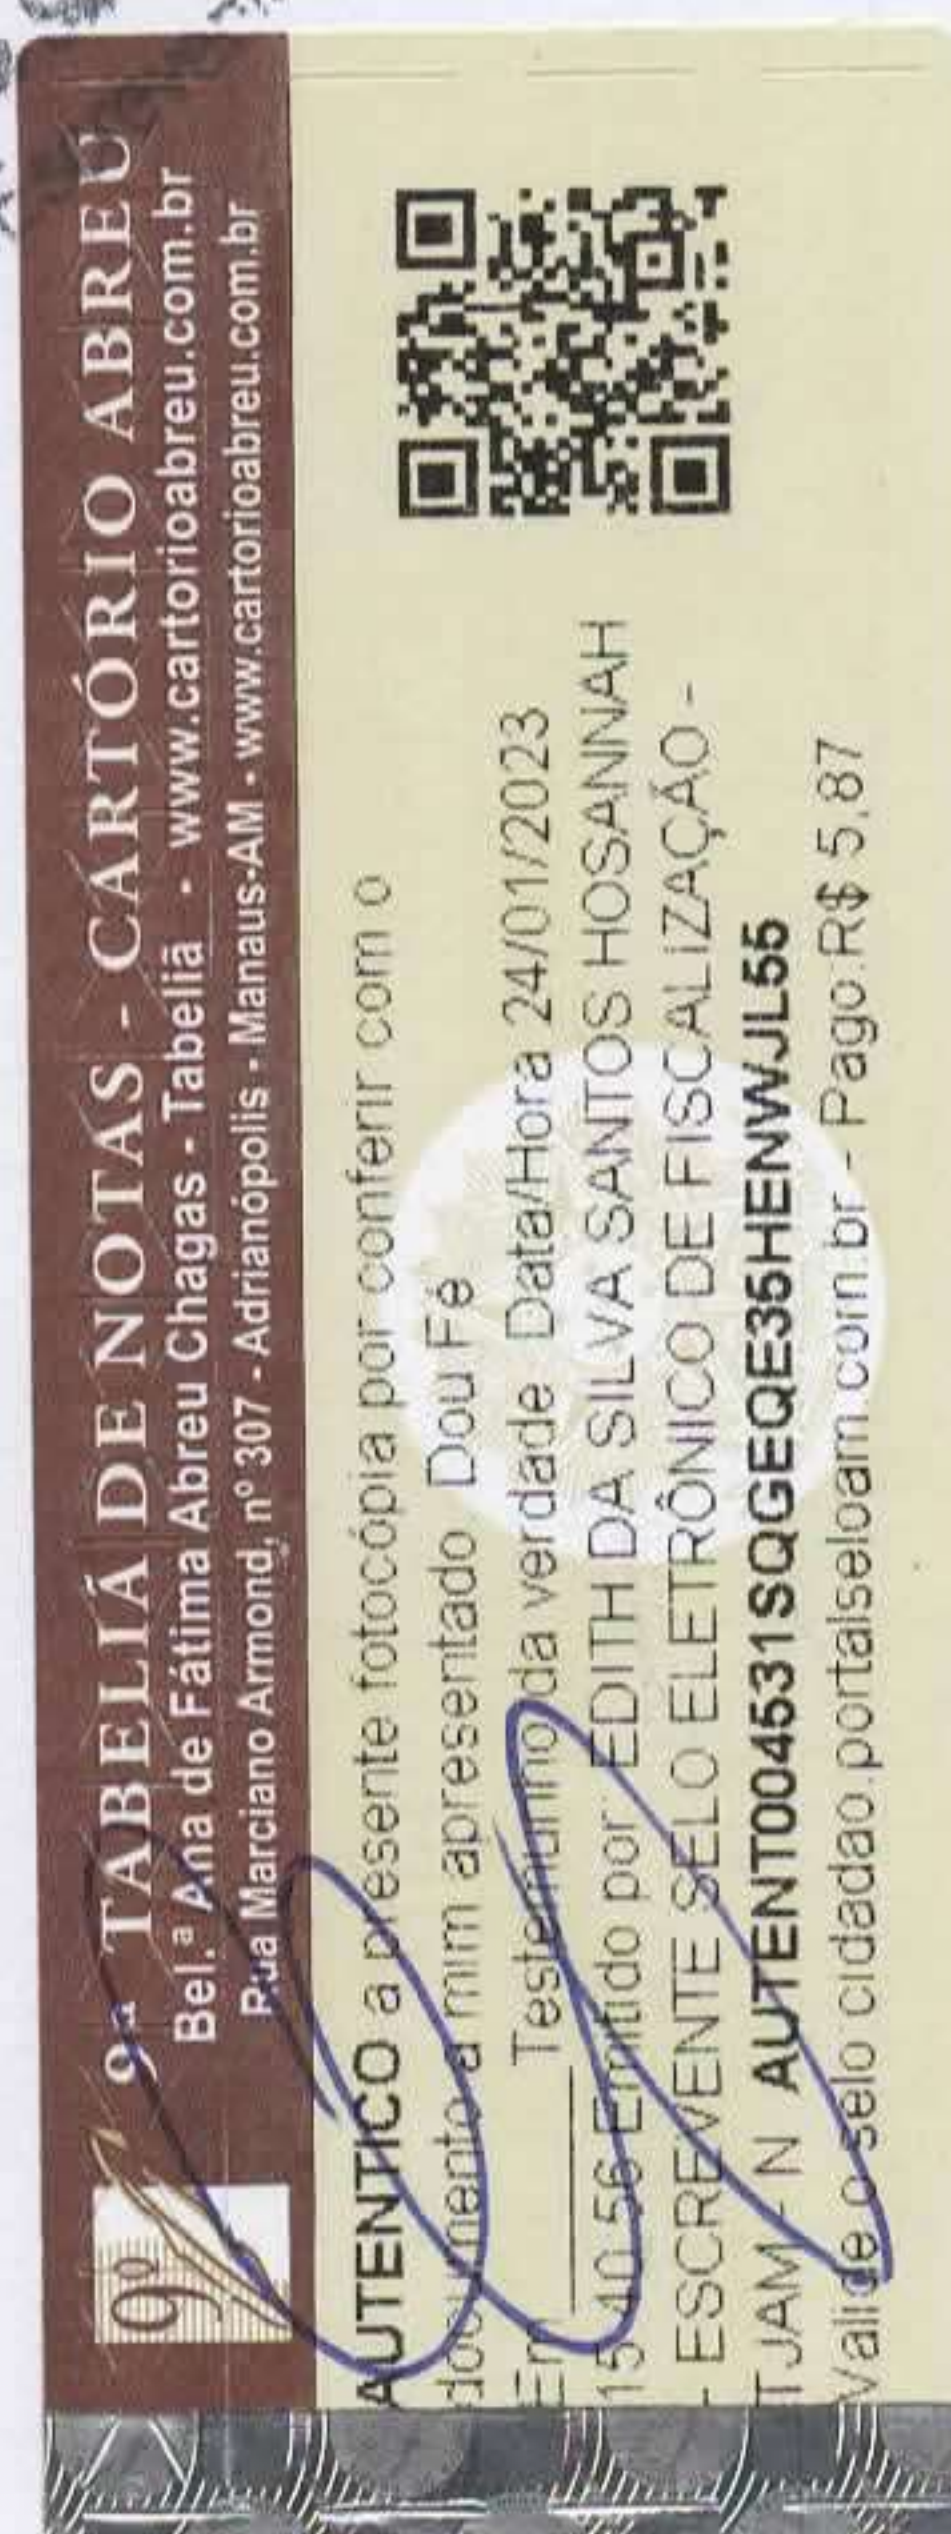 9º
9ª TABELIÃ DE NOTAS - CARTÓRIO ABREU
Bel.ª Ana de Fátima Abreu Chagas - Tabeliã - www.cartorioabreu.com.br
Rua Marciano Armond, nº 307 - Adrianópolis - Manaus-AM - www.cartorioabreu.com.br
AUTENTICO a presente fotocópia por conferir com o
documento a mim apresentado Dou Fé
Em ____ Testemunho da verdade Data/Hora 24/01/2023
15 40 56 Emitido por EDITH DA SILVA SANTOS HOSANNAH
- ESCREVENTE SELO ELETRÔNICO DE FISCALIZAÇÃO -
TJAM - N AUTENT004531SQGEQE35HENWJL55
Valide o selo cidadao.portalseloam.com.br - Pago R$ 5,87